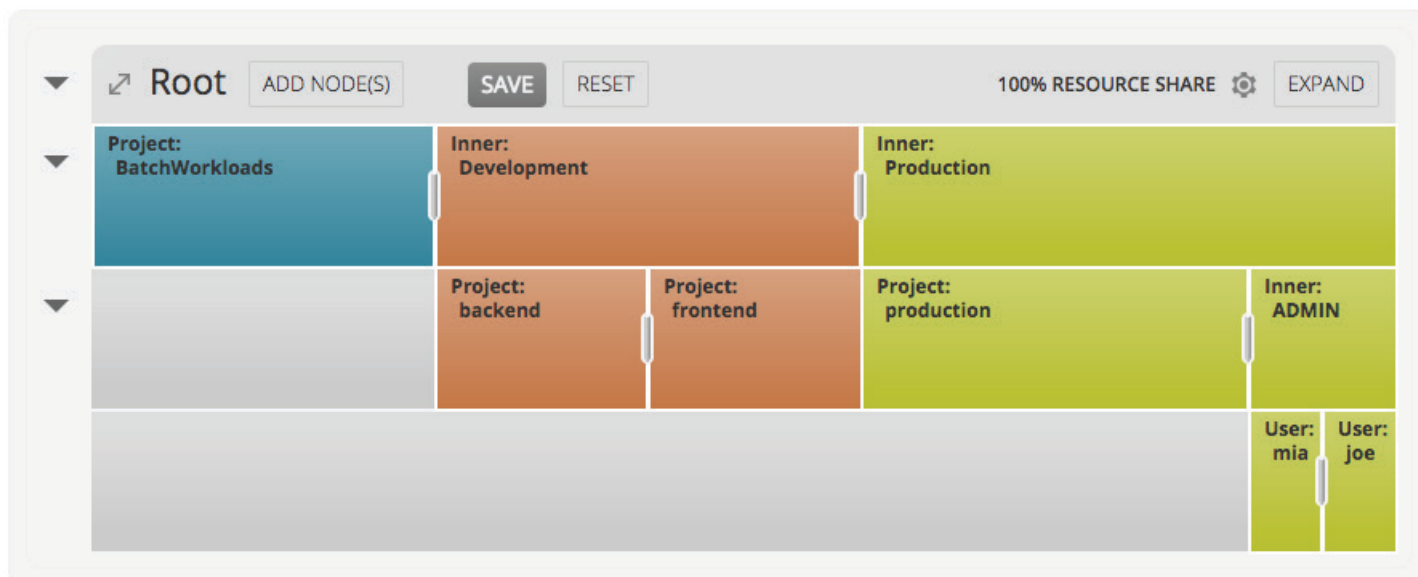 Root ADD NODE(S) SAVE RESET 100% RESOURCE SHARE EXPAND
Project:
BatchWorkloads
Inner:
Development
Inner:
Production
Project:
backend
Project:
frontend
Project:
production
Inner:
ADMIN
User:
mia
User:
joe